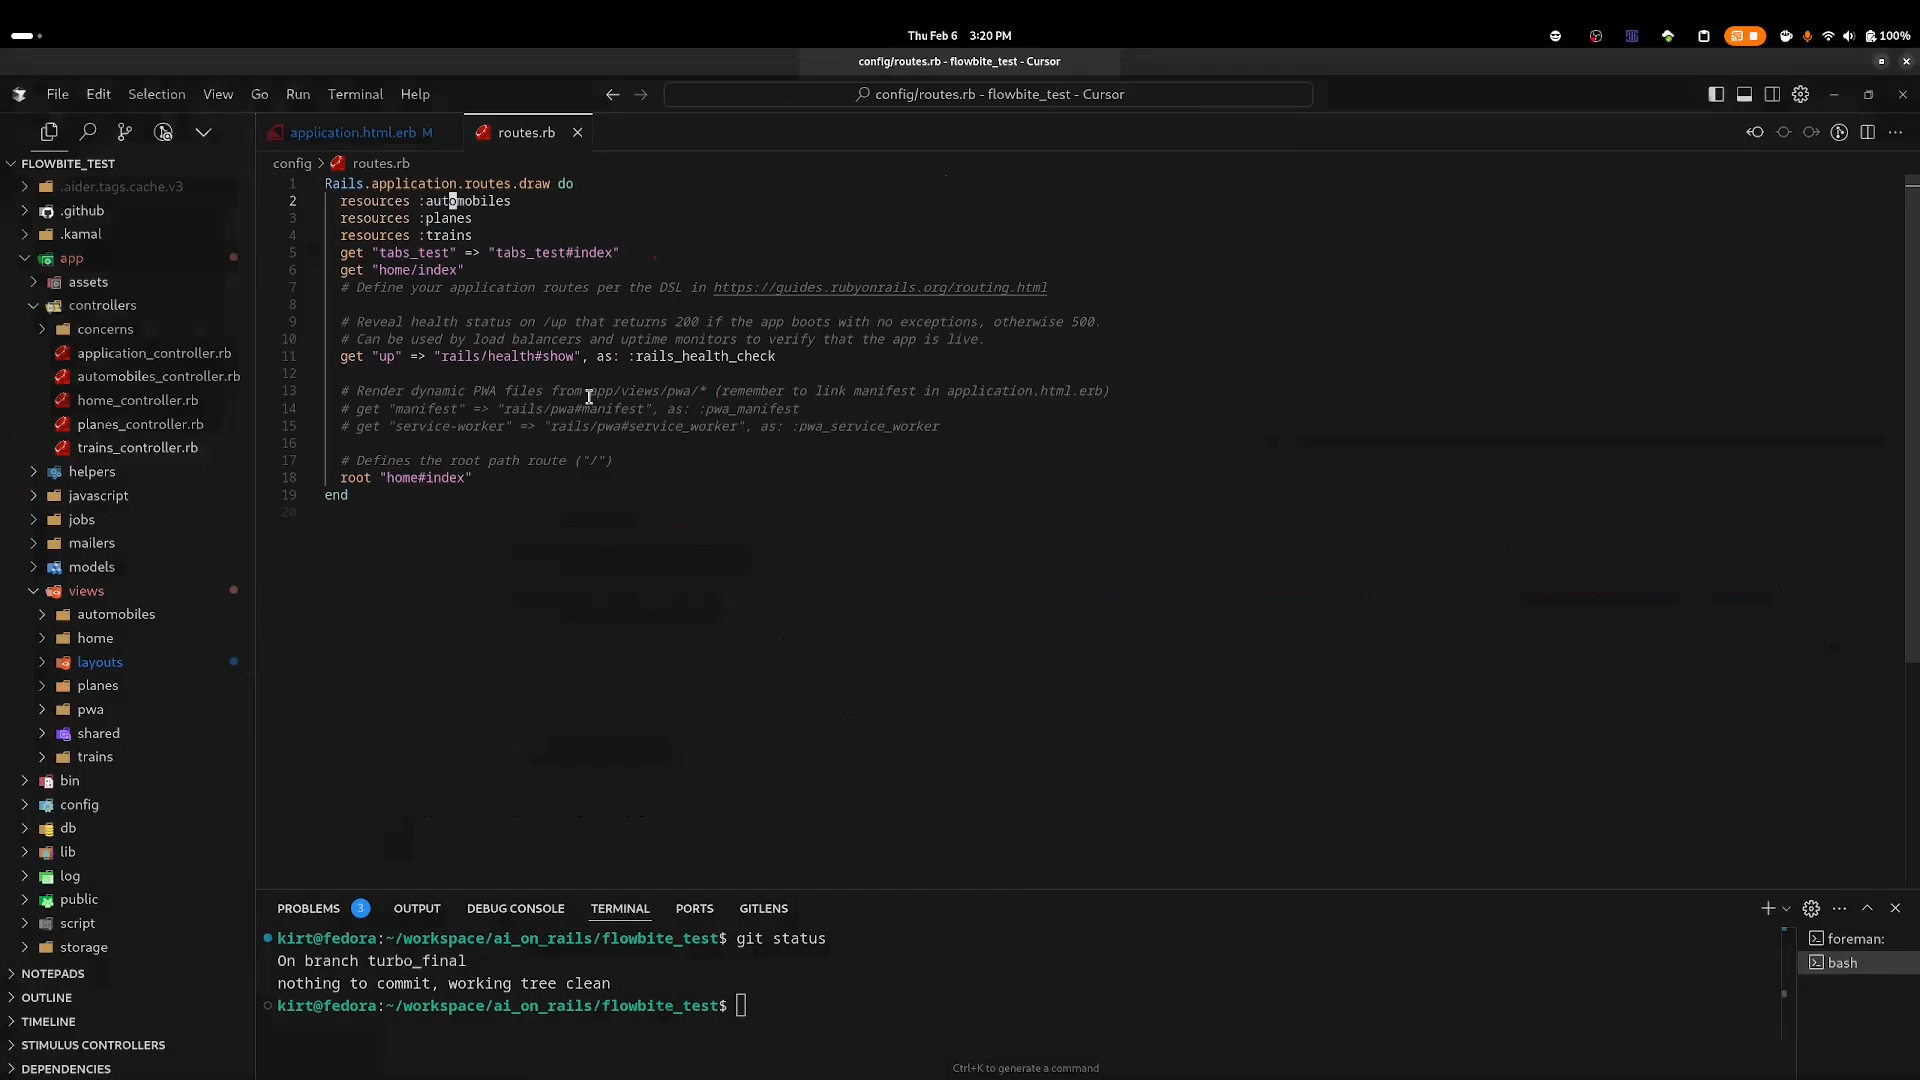 Thu Feb 6 3:20 PM
100%
config/routes.rb - flowbite_test - Cursor
File Edit Selection View Go Run Terminal Help
config/routes.rb - flowbite_test - Cursor
application.html.erb M
routes.rb
FLOWBITE_TEST
.aider.tags.cache.v3
.github
.kamal
app
assets
controllers
concerns
application_controller.rb
automobiles_controller.rb
home_controller.rb
planes_controller.rb
trains_controller.rb
helpers
javascript
jobs
mailers
models
views
automobiles
home
layouts
planes
pwa
shared
trains
bin
config
db
lib
log
public
script
storage
NOTEPADS
OUTLINE
TIMELINE
STIMULUS CONTROLLERS
DEPENDENCIES
config > routes.rb
1 Rails.application.routes.draw do
2 resources :automobiles
3 resources :planes
4 resources :trains
5 get "tabs_test" => "tabs_test#index"
6 get "home/index"
7 # Define your application routes per the DSL in https://guides.rubyonrails.org/routing.html
8
9 # Reveal health status on /up that returns 200 if the app boots with no exceptions, otherwise 500.
10 # Can be used by load balancers and uptime monitors to verify that the app is live.
11 get "up" => "rails/health#show", as: :rails_health_check
12
13 # Render dynamic PWA files from app/views/pwa/* (remember to link manifest in application.html.erb)
14 # get "manifest" => "rails/pwa#manifest", as: :pwa_manifest
15 # get "service-worker" => "rails/pwa#service_worker", as: :pwa_service_worker
16
17 # Defines the root path route ("/")
18 root "home#index"
19 end
20
PROBLEMS 3 OUTPUT DEBUG CONSOLE TERMINAL PORTS GITLENS
kirt@fedora:~/workspace/ai_on_rails/flowbite_test$ git status
On branch turbo_final
nothing to commit, working tree clean
kirt@fedora:~/workspace/ai_on_rails/flowbite_test$
foreman:
bash
Ctrl+K to generate a command